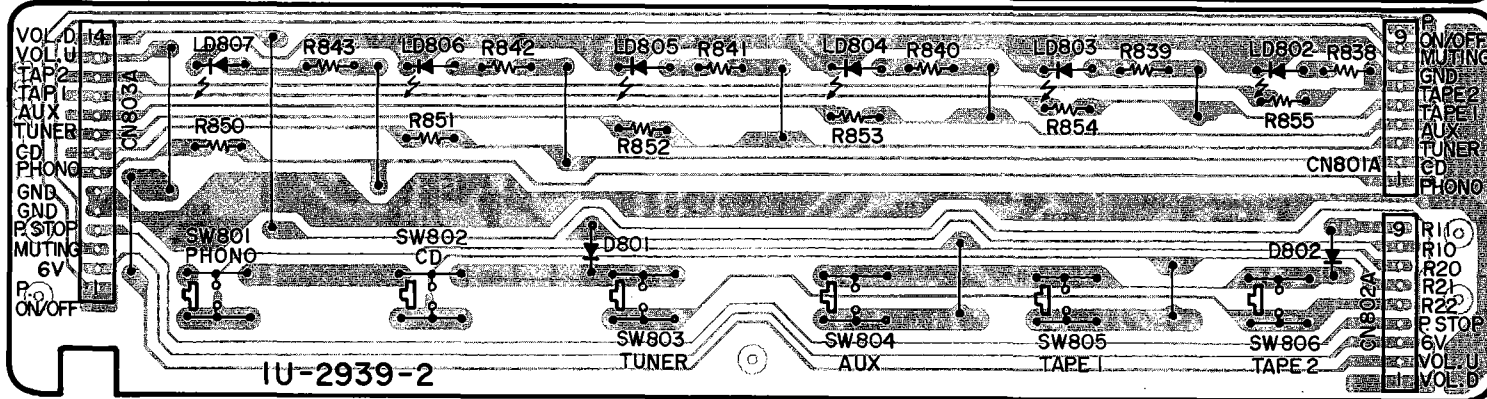 VOL.D 14
VOL.U
TAP2
TAP1
AUX
TUNER
CD
PHONO
GND
GND
P.STOP
MUTING
6V
P. 1
ON/OFF
CN803A
LD807 R843 LD806 R842 LD805 R841 LD804 R840 LD803 R839 LD802 R838
R850 R851 R852 R853 R854 R855
P
9 ON/OFF
MUTING
GND
TAPE2
TAPE1
AUX
TUNER
CN801A CD
1 PHONO
SW801
PHONO
SW802
CD
D801
D802
SW803
TUNER
SW804
AUX
SW805
TAPE 1
SW806
TAPE 2
CN802A
9 R11
R10
R20
R21
R22
P.STOP
6V
VOL.U
1 VOL.D
1U-2939-2